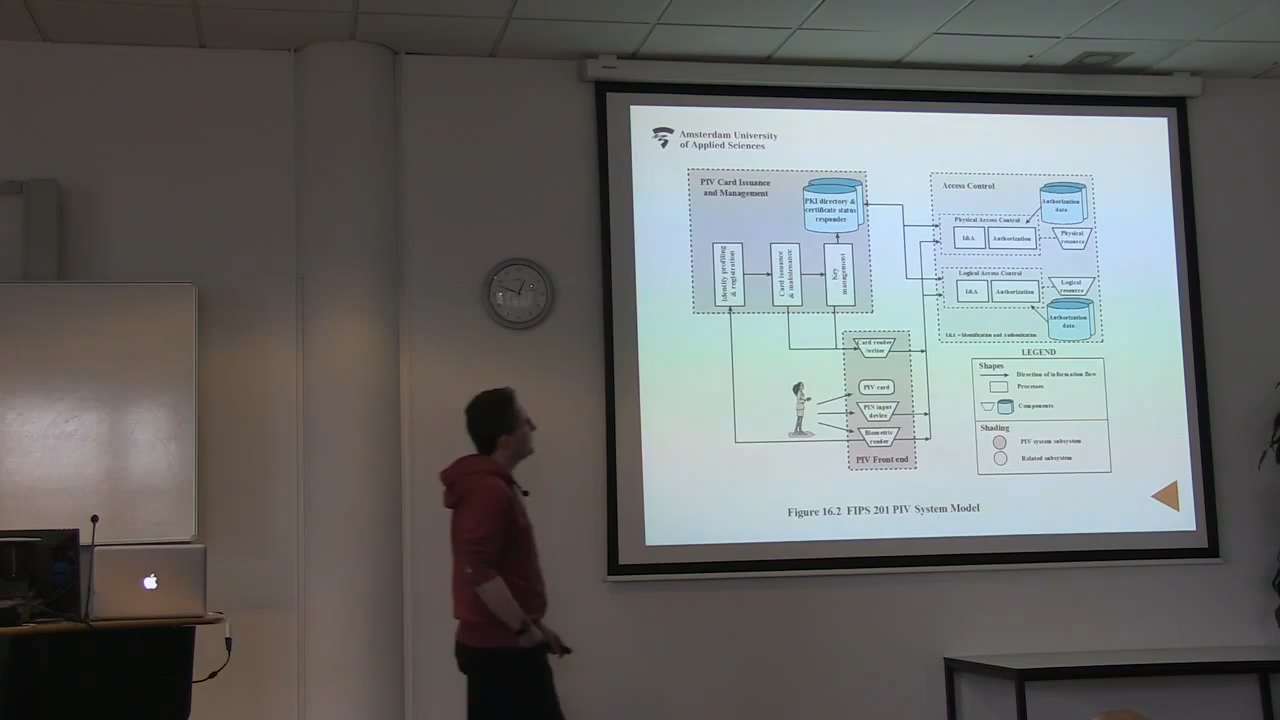 Amsterdam University
of Applied Sciences
PIV Card Issuance
and Management
PKI directory &
certificate status
responder
Identity profiling
& registration
Card issuance
& maintenance
Key
management
Access Control
Authorization
data
Physical Access Control
I&A
Authorization
Physical
resource
Logical Access Control
I&A
Authorization
Logical
resource
Authorization
data
I&A = Identification and Authentication
Card reader
/writer
PIV card
PIN input
device
Biometric
reader
PIV Front end
LEGEND
Shapes
Direction of information flow
Processes
Components
Shading
PIV system subsystem
Related subsystem
Figure 16.2 FIPS 201 PIV System Model